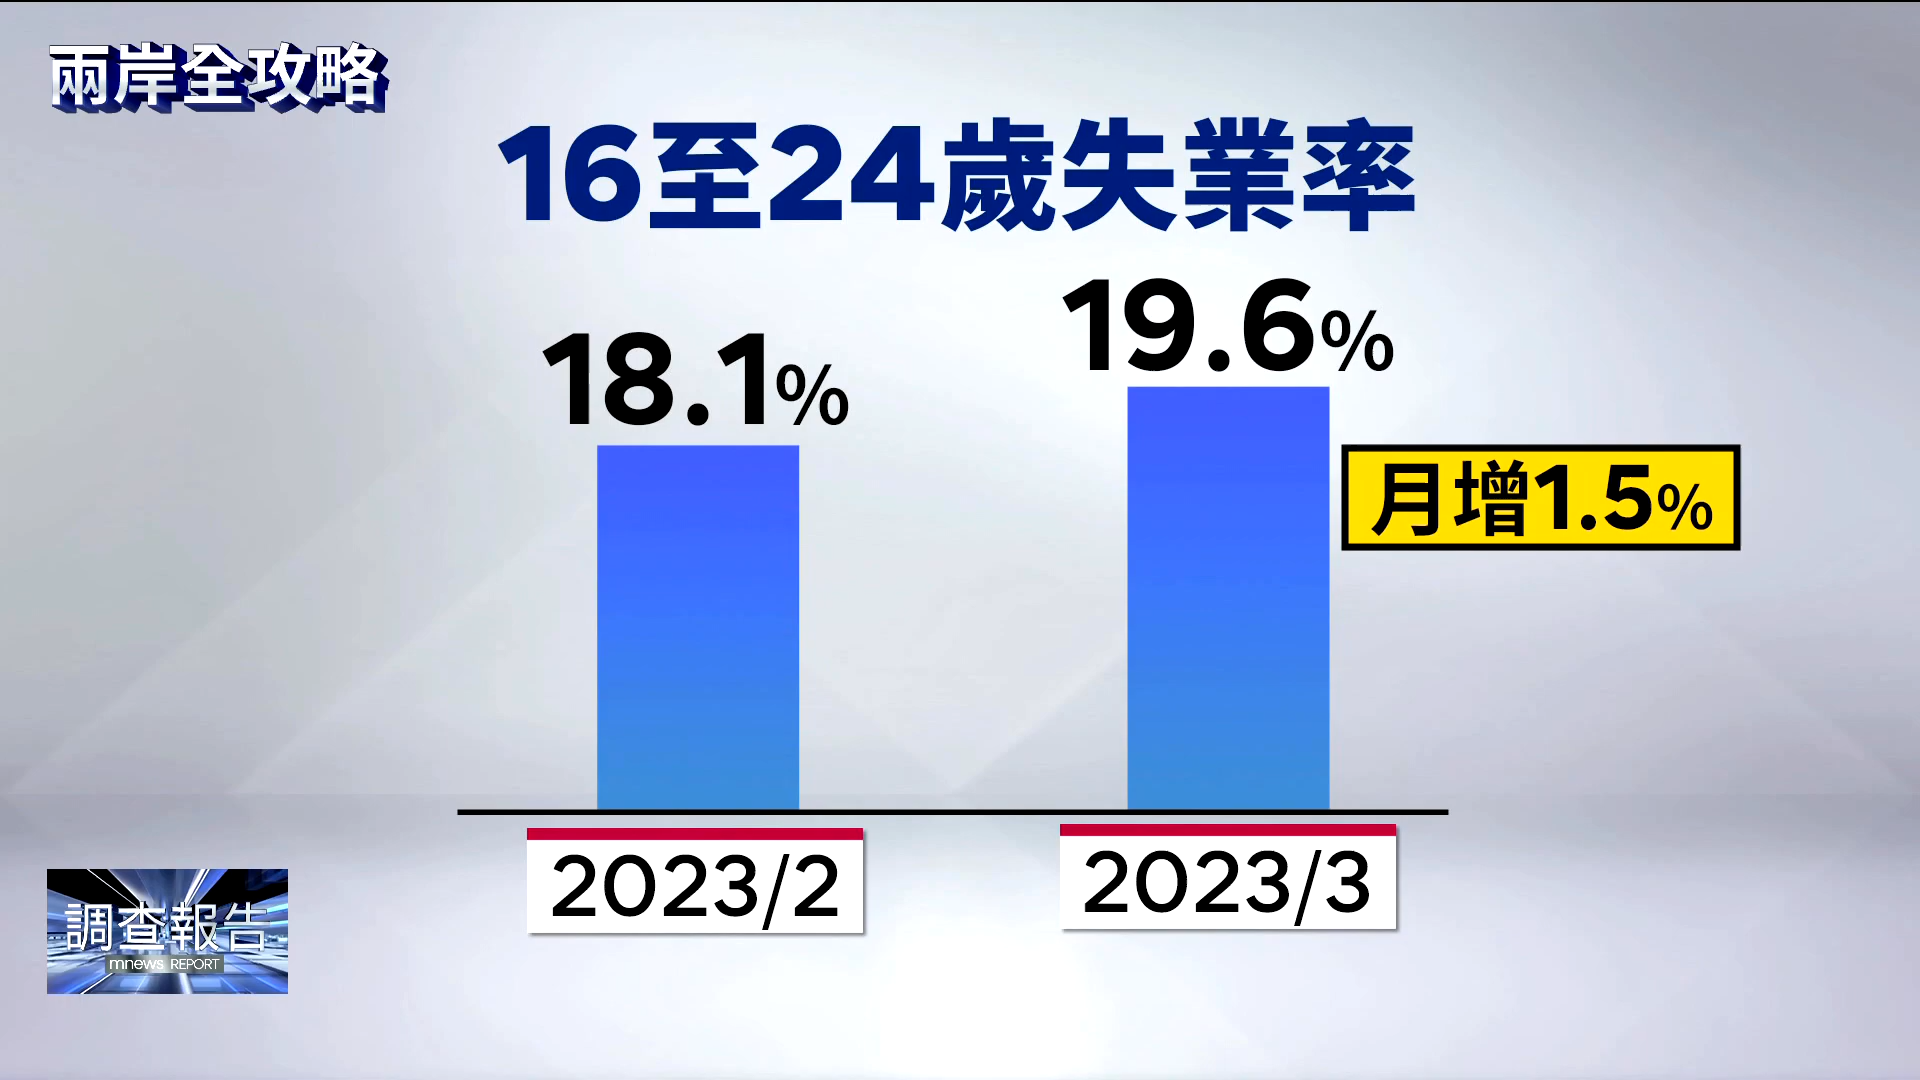 兩岸全攻略
16至24歲失業率
18.1%
19.6%
月增1.5%
2023/2
2023/3
調查報告
mnews REPORT